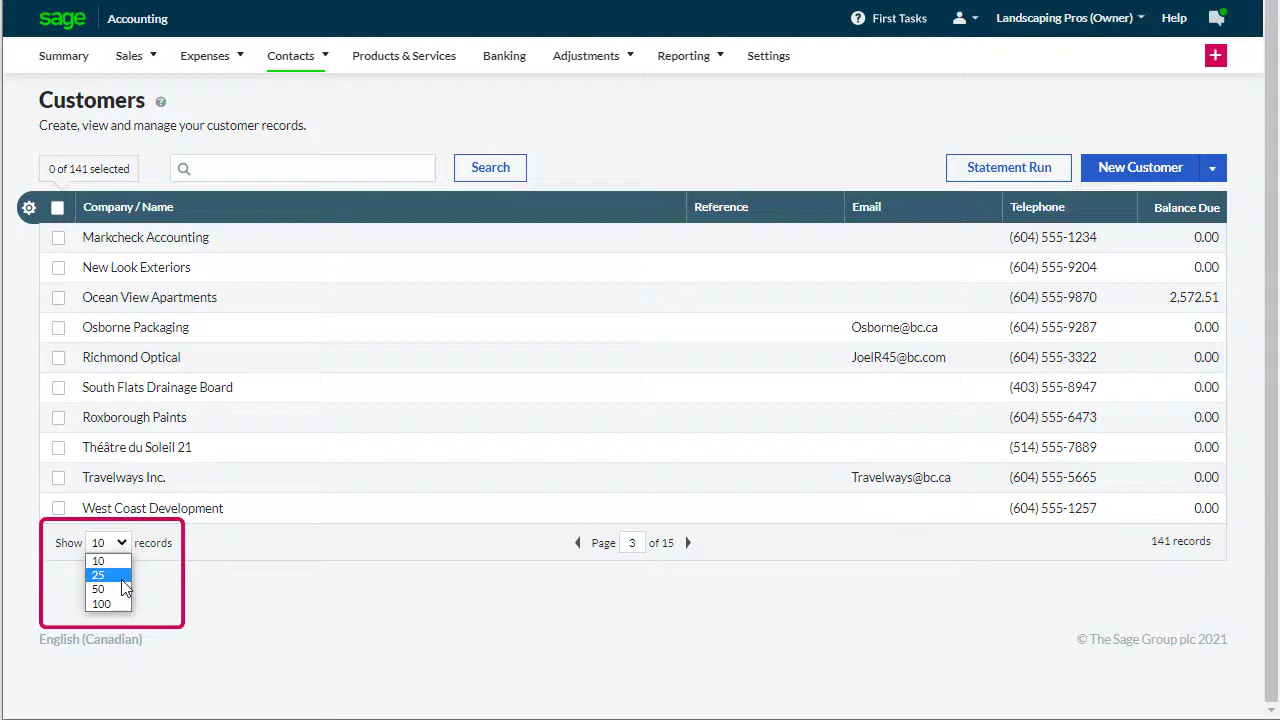 sage Accounting First Tasks Landscaping Pros (Owner) Help
Summary Sales Expenses Contacts Products & Services Banking Adjustments Reporting Settings +
Customers ?
Create, view and manage your customer records.
0 of 141 selected Search Statement Run New Customer
Company / Name Reference Email Telephone Balance Due
Markcheck Accounting (604) 555-1234 0.00
New Look Exteriors (604) 555-9204 0.00
Ocean View Apartments (604) 555-9870 2,572.51
Osborne Packaging Osborne@bc.ca (604) 555-9287 0.00
Richmond Optical JoelR45@bc.com (604) 555-3322 0.00
South Flats Drainage Board (403) 555-8947 0.00
Roxborough Paints (604) 555-6473 0.00
Théâtre du Soleil 21 (514) 555-7889 0.00
Travelways Inc. Travelways@bc.ca (604) 555-5665 0.00
West Coast Development (604) 555-1257 0.00
Show 10 records Page 3 of 15 141 records
10
25
50
100
English (Canadian) © The Sage Group plc 2021